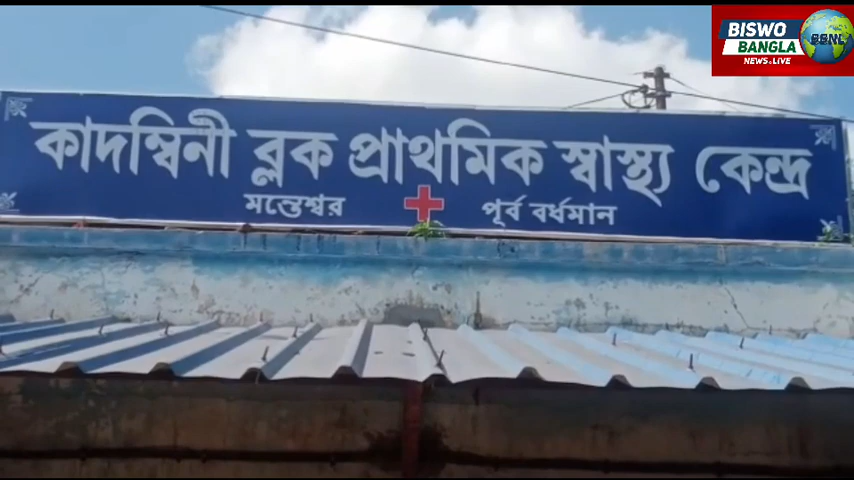 BISWO
BANGLA
NEWS.LIVE
BBNL
কাদম্বিনী ব্লক প্রাথমিক স্বাস্থ্য কেন্দ্র
মন্তেশ্বর পূর্ব বর্ধমান